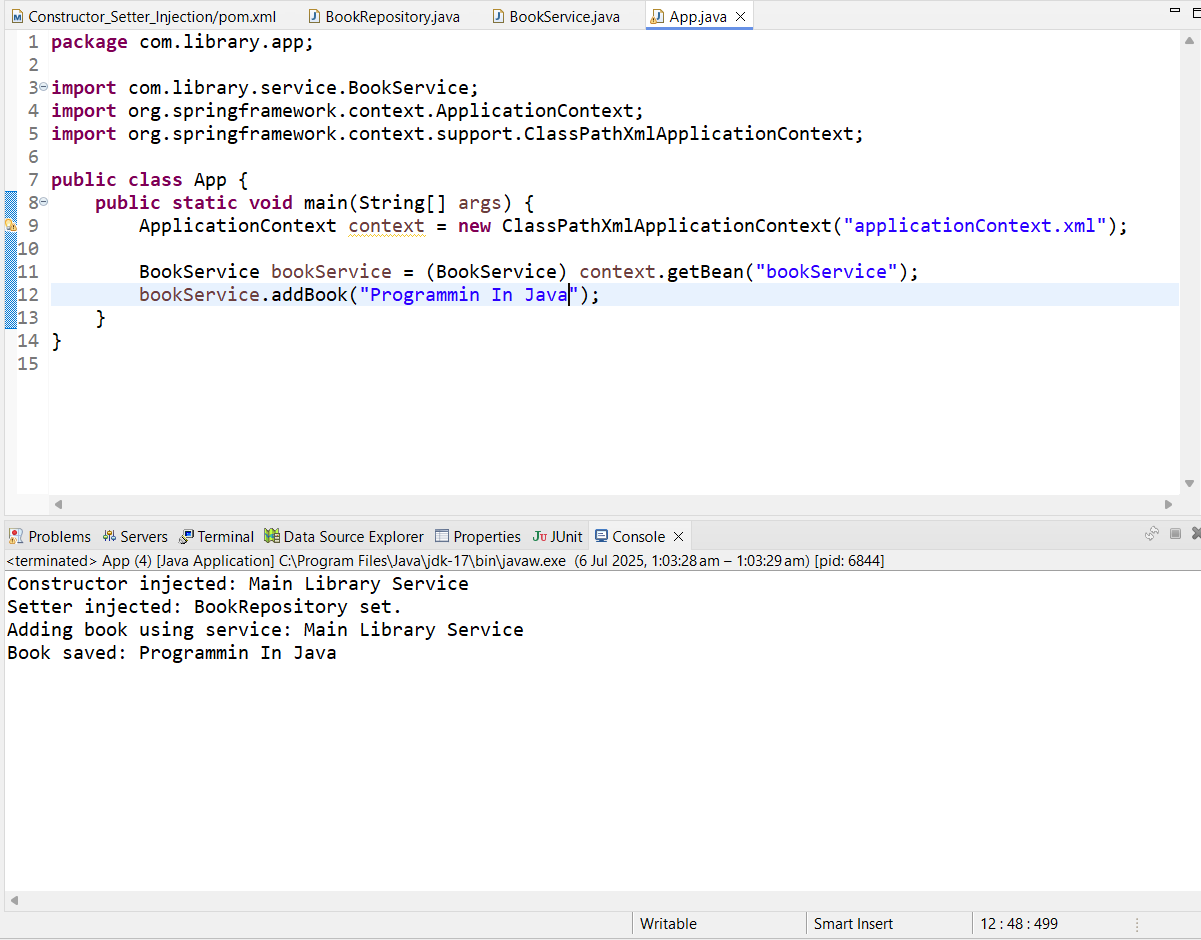 Constructor_Setter_Injection/pom.xml BookRepository.java BookService.java App.java
1 package com.library.app;
2
3 import com.library.service.BookService;
4 import org.springframework.context.ApplicationContext;
5 import org.springframework.context.support.ClassPathXmlApplicationContext;
6
7 public class App {
8 public static void main(String[] args) {
9 ApplicationContext context = new ClassPathXmlApplicationContext("applicationContext.xml");
10
11 BookService bookService = (BookService) context.getBean("bookService");
12 bookService.addBook("Programmin In Java");
13 }
14 }
15
Problems Servers Terminal Data Source Explorer Properties JUnit Console
<terminated> App (4) [Java Application] C:\Program Files\Java\jdk-17\bin\javaw.exe (6 Jul 2025, 1:03:28 am – 1:03:29 am) [pid: 6844]
Constructor injected: Main Library Service
Setter injected: BookRepository set.
Adding book using service: Main Library Service
Book saved: Programmin In Java
Writable Smart Insert 12 : 48 : 499